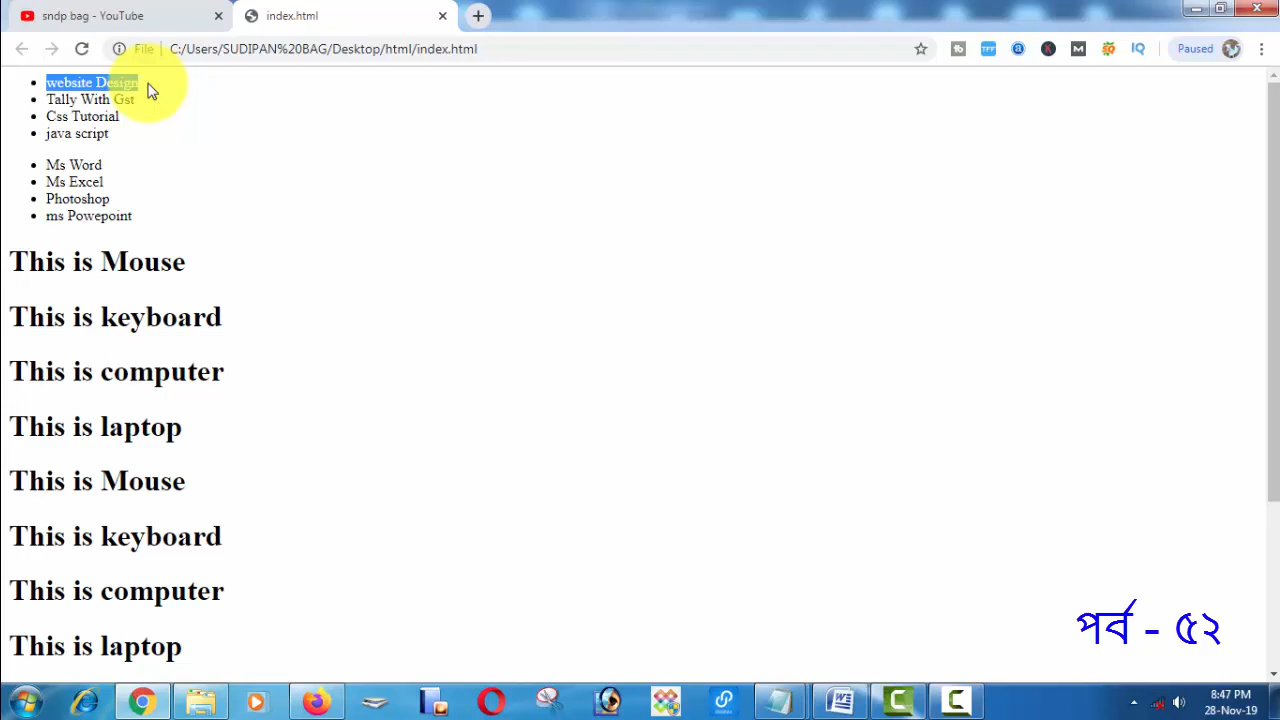 sndp bag - YouTube
index.html
File
C:/Users/SUDIPAN%20BAG/Desktop/html/index.html
TFF
K
M
IQ
Paused
website Design
Tally With Gst
Css Tutorial
java script
Ms Word
Ms Excel
Photoshop
ms Powepoint
This is Mouse
This is keyboard
This is computer
This is laptop
This is Mouse
This is keyboard
This is computer
This is laptop
পর্ব - ৫২
8:47 PM
28-Nov-19